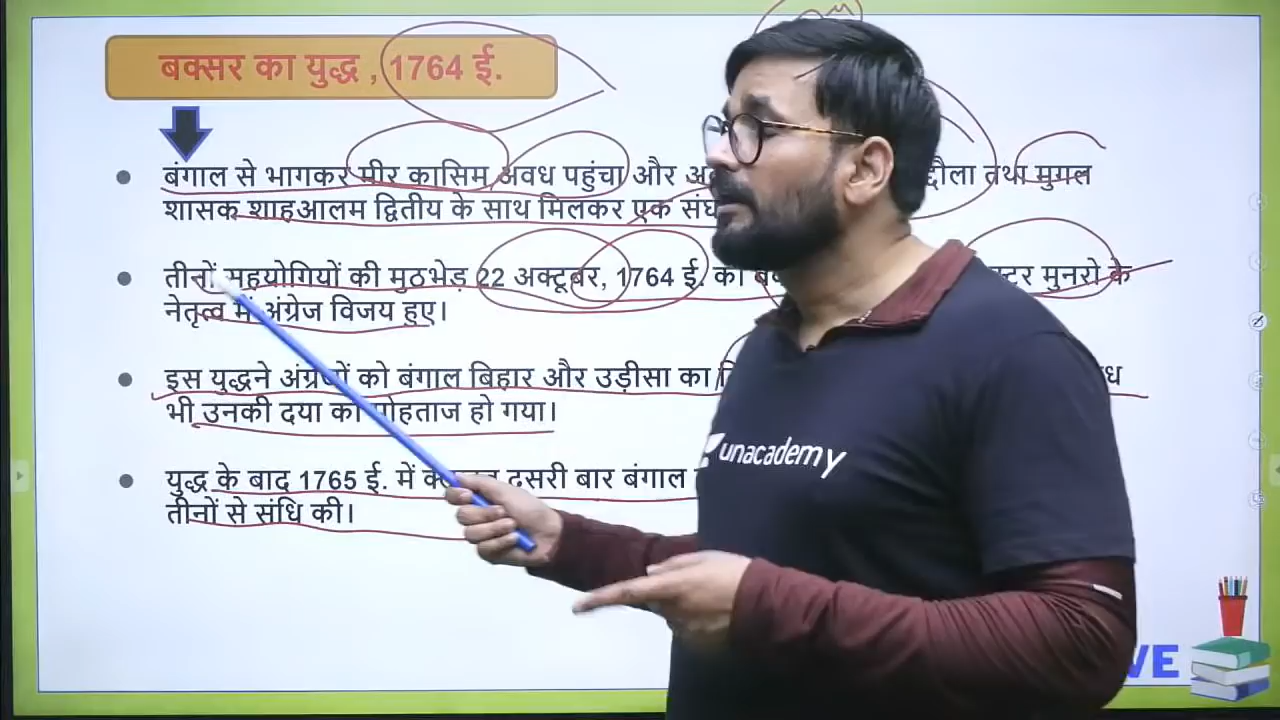 बक्सर का युद्ध , 1764 ई.
बंगाल से भागकर मीर कासिम अवध पहुंचा और तथा मुगल
शासक शाहआलम द्वितीय के साथ मिलकर एक
तीनों सहयोगियों की मुठभेड़ 22 अक्टूबर, 1764 ई. को मुनरो के
नेतृत्व में अंग्रेज विजय हुए।
इस युद्धने अंग्रेजों को बंगाल बिहार और उड़ीसा का
भी उनकी दया का मोहताज हो गया।
युद्ध के बाद 1765 ई. में दूसरी बार बंगाल
तीनों से संधि की।
unacademy